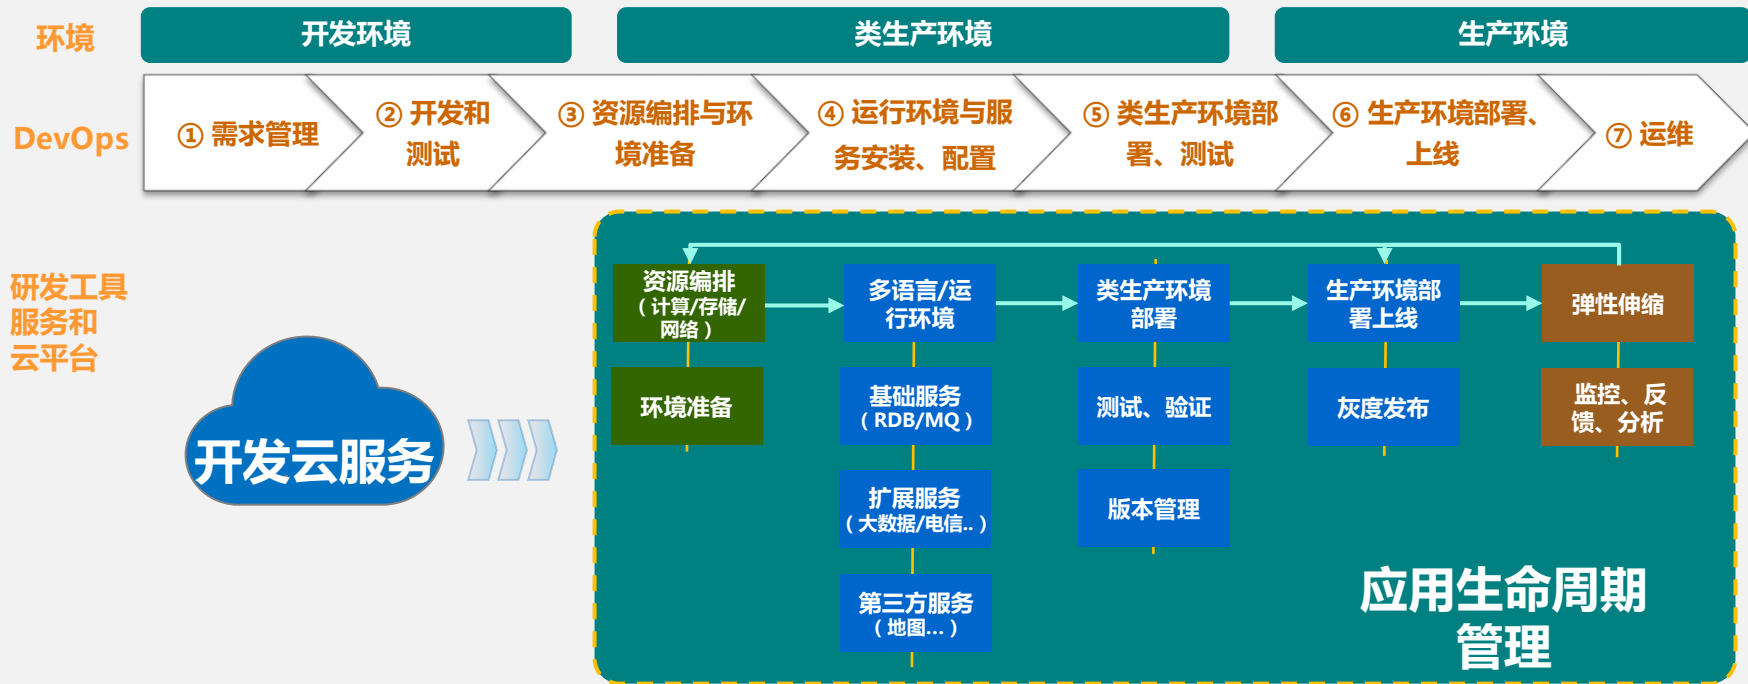 环境
开发环境
类生产环境
生产环境
DevOps
① 需求管理
② 开发和
测试
③ 资源编排与环
境准备
④ 运行环境与服
务安装、配置
⑤ 类生产环境部
署、测试
⑥ 生产环境部署、
上线
⑦ 运维
研发工具
服务和
云平台
开发云服务
资源编排
（计算/存储/
网络）
环境准备
多语言/运
行环境
基础服务
（RDB/MQ）
扩展服务
（大数据/电信..）
第三方服务
（地图...）
类生产环境
部署
测试、验证
版本管理
生产环境部
署上线
灰度发布
弹性伸缩
监控、反
馈、分析
应用生命周期
管理